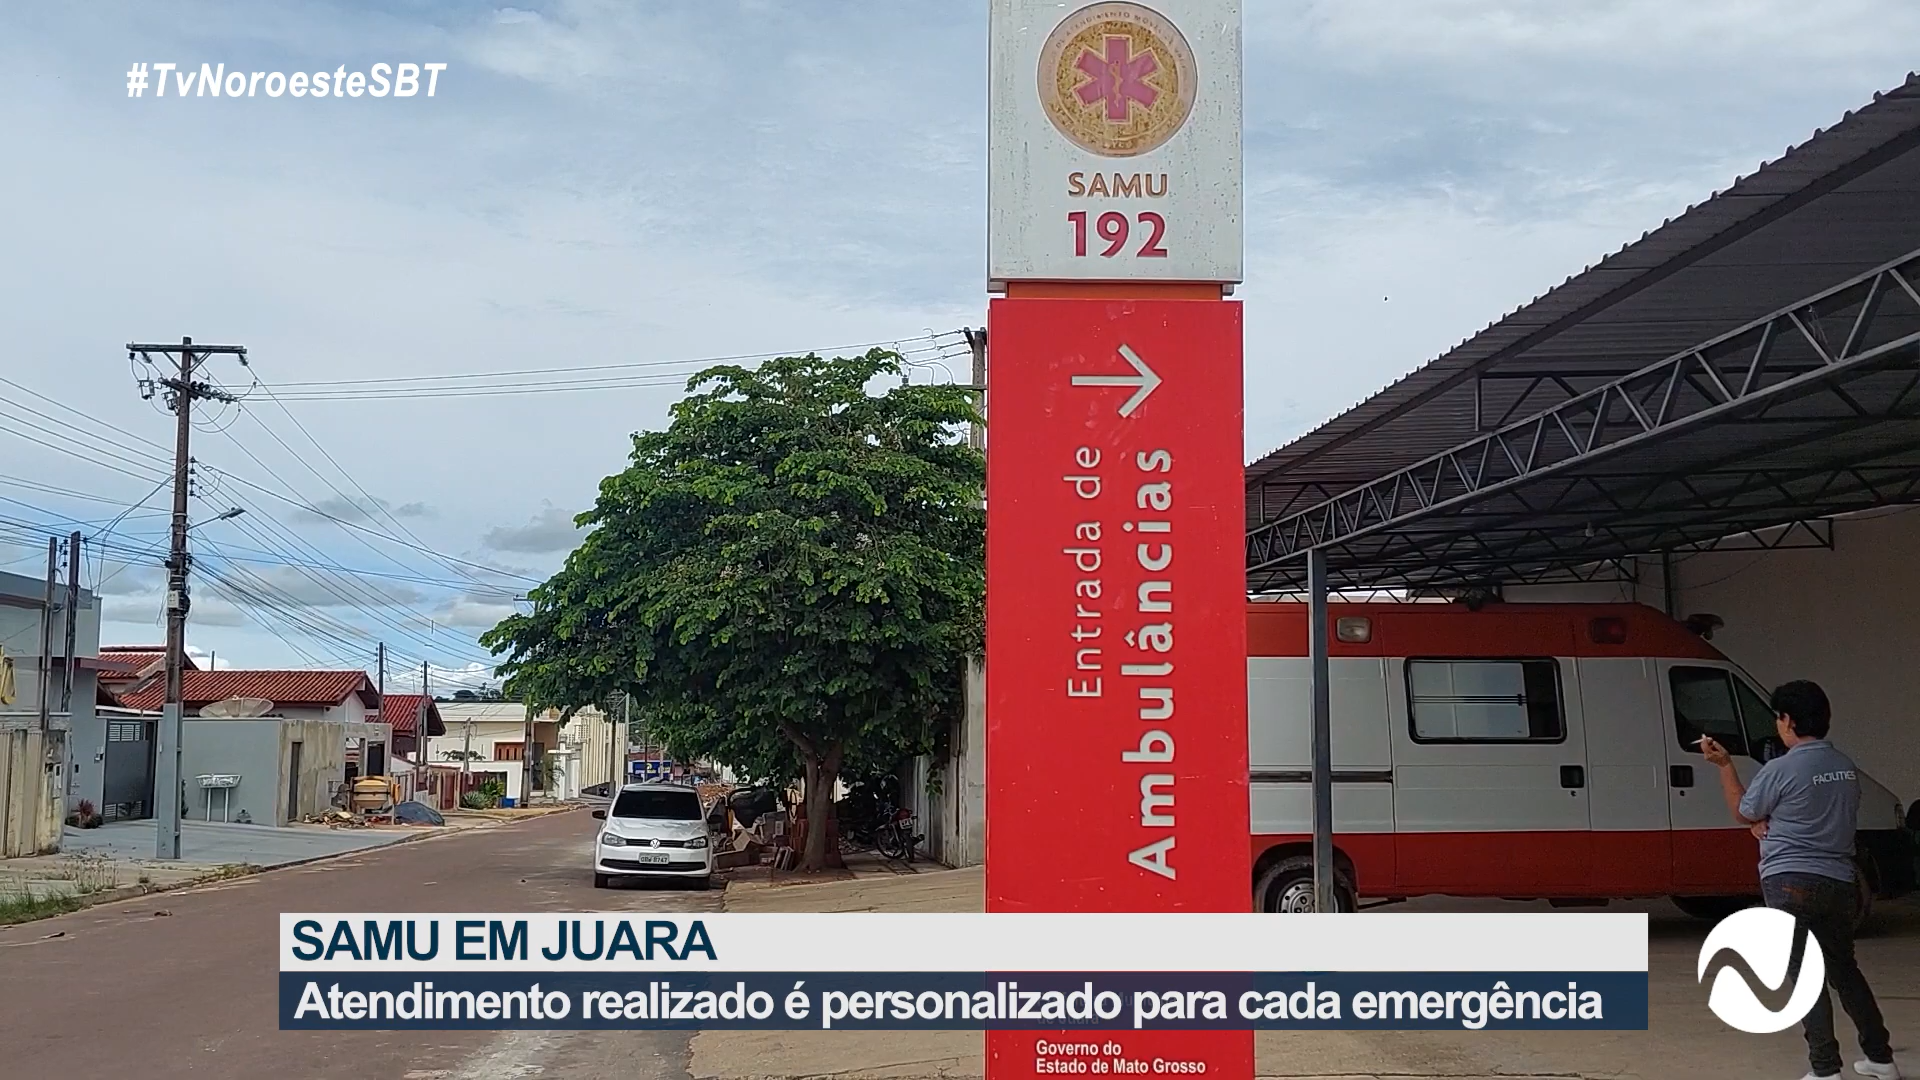 #TvNoroesteSBT
SAMU
192
Entrada de
Ambulâncias
FACILITIES
SAMU EM JUARA
Atendimento realizado é personalizado para cada emergência
Governo do
Estado de Mato Grosso